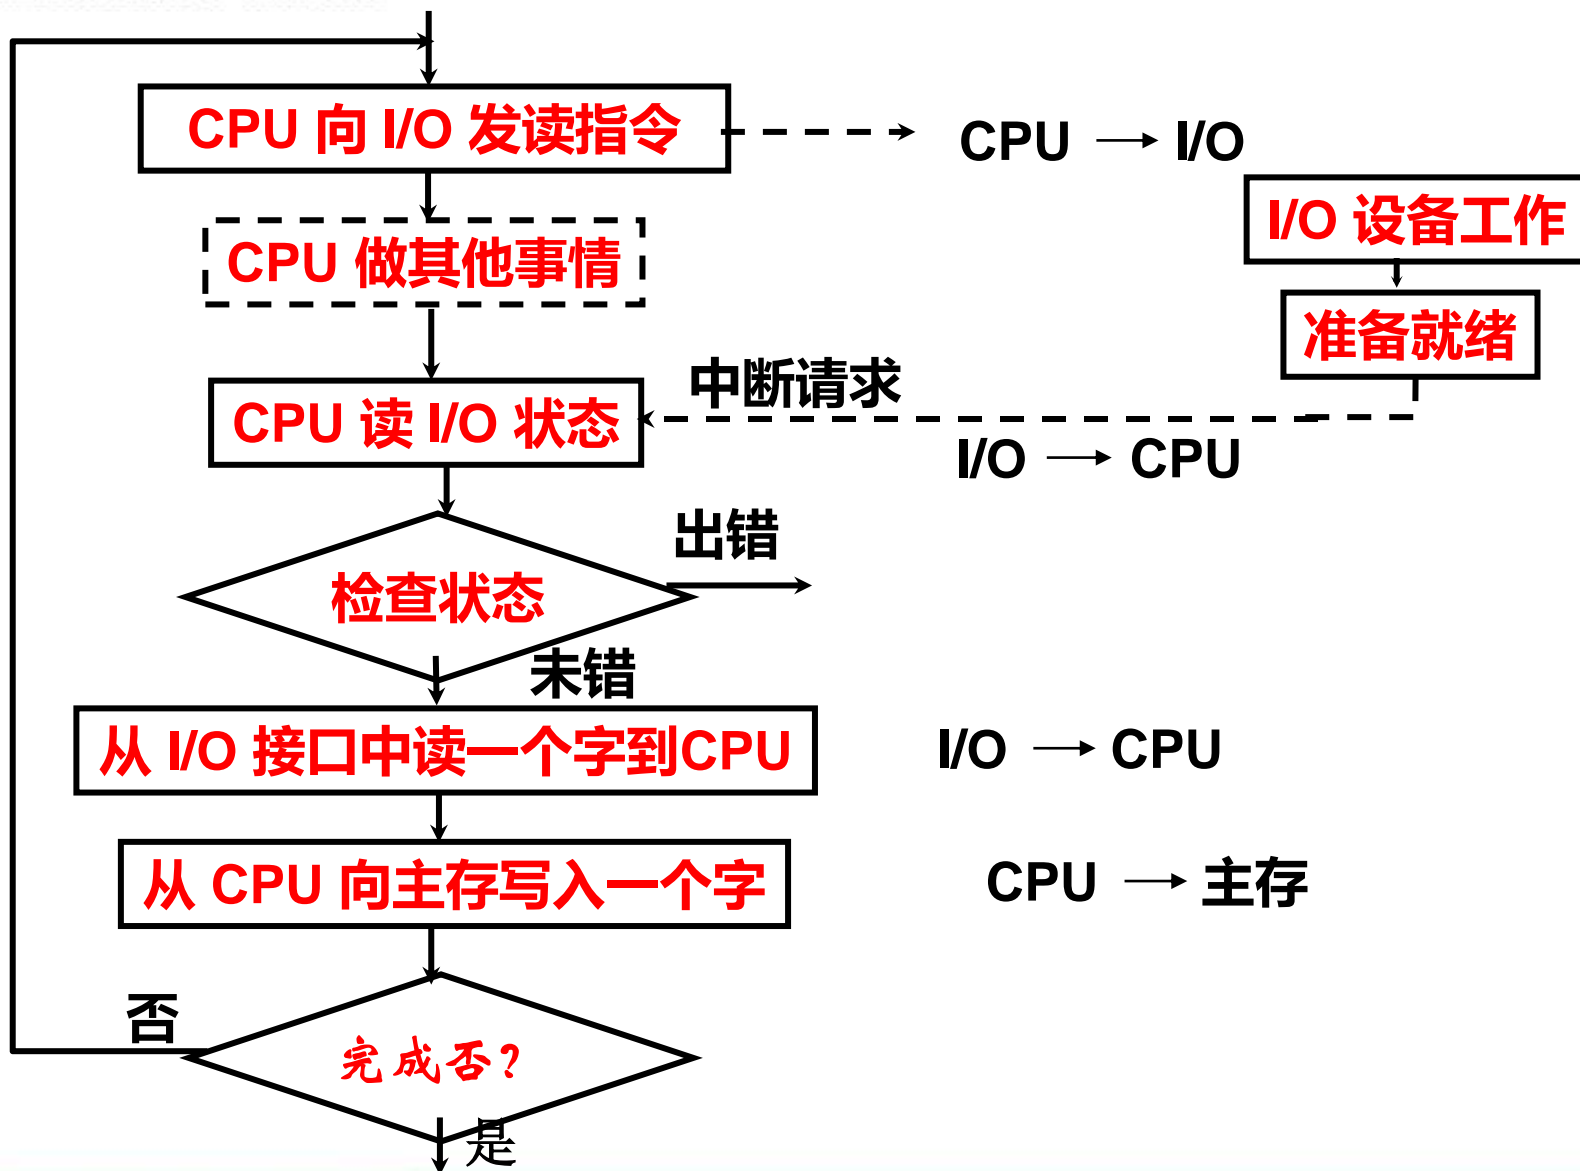 CPU 向 I/O 发读指令
CPU → I/O
I/O 设备工作
CPU 做其他事情
准备就绪
中断请求
CPU 读 I/O 状态
I/O → CPU
出错
检查状态
未错
从 I/O 接口中读一个字到CPU
I/O → CPU
从 CPU 向主存写入一个字
CPU → 主存
否
完成否?
是